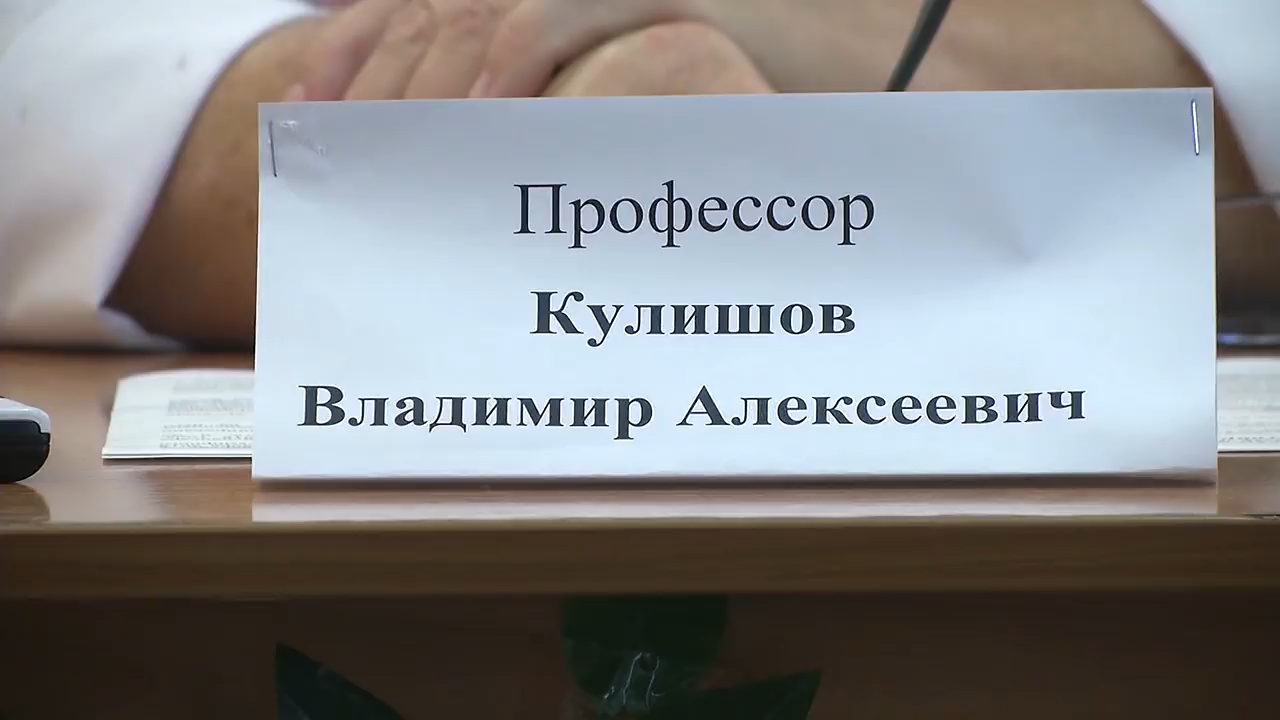 Профессор
Кулишов
Владимир Алексеевич